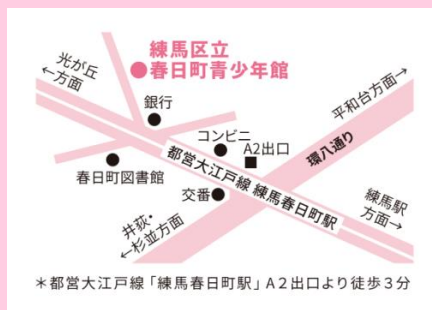 光が丘
←方面
練馬区立
春日町青少年館
銀行
コンビニ
A2出口
平和台方面→
環八通り
春日町図書館
都営大江戸線 練馬春日町駅
交番
練馬駅
方面→
井荻・
←杉並方面
＊都営大江戸線「練馬春日町駅」A2出口より徒歩3分